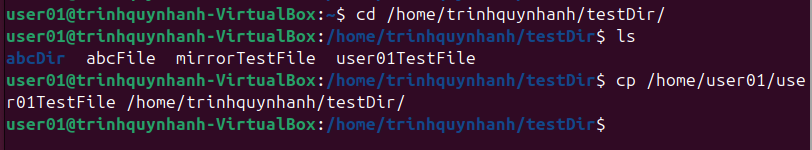 user01@trinhquynhanh-VirtualBox:~$ cd /home/trinhquynhanh/testDir/
user01@trinhquynhanh-VirtualBox:/home/trinhquynhanh/testDir$ ls
abcDir  abcFile  mirrorTestFile  user01TestFile
user01@trinhquynhanh-VirtualBox:/home/trinhquynhanh/testDir$ cp /home/user01/use
r01TestFile /home/trinhquynhanh/testDir/
user01@trinhquynhanh-VirtualBox:/home/trinhquynhanh/testDir$